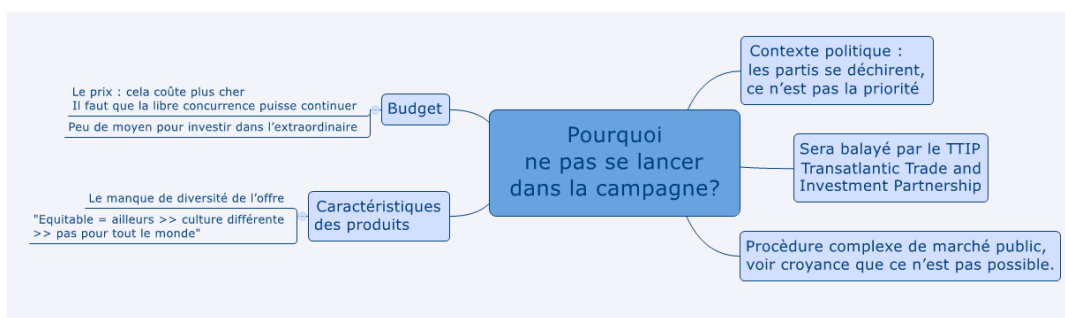 Pourquoi
ne pas se lancer
dans la campagne?
Contexte politique :
les partis se déchirent,
ce n'est pas la priorité
Sera balayé par le TTIP
Transatlantic Trade and
Investment Partnership
Procèdure complexe de marché public,
voir croyance que ce n'est pas possible.
Budget
Le prix : cela coûte plus cher
Il faut que la libre concurrence puisse continuer
Peu de moyen pour investir dans l'extraordinaire
Caractéristiques
des produits
Le manque de diversité de l'offre
"Equitable = ailleurs >> culture différente
>> pas pour tout le monde"